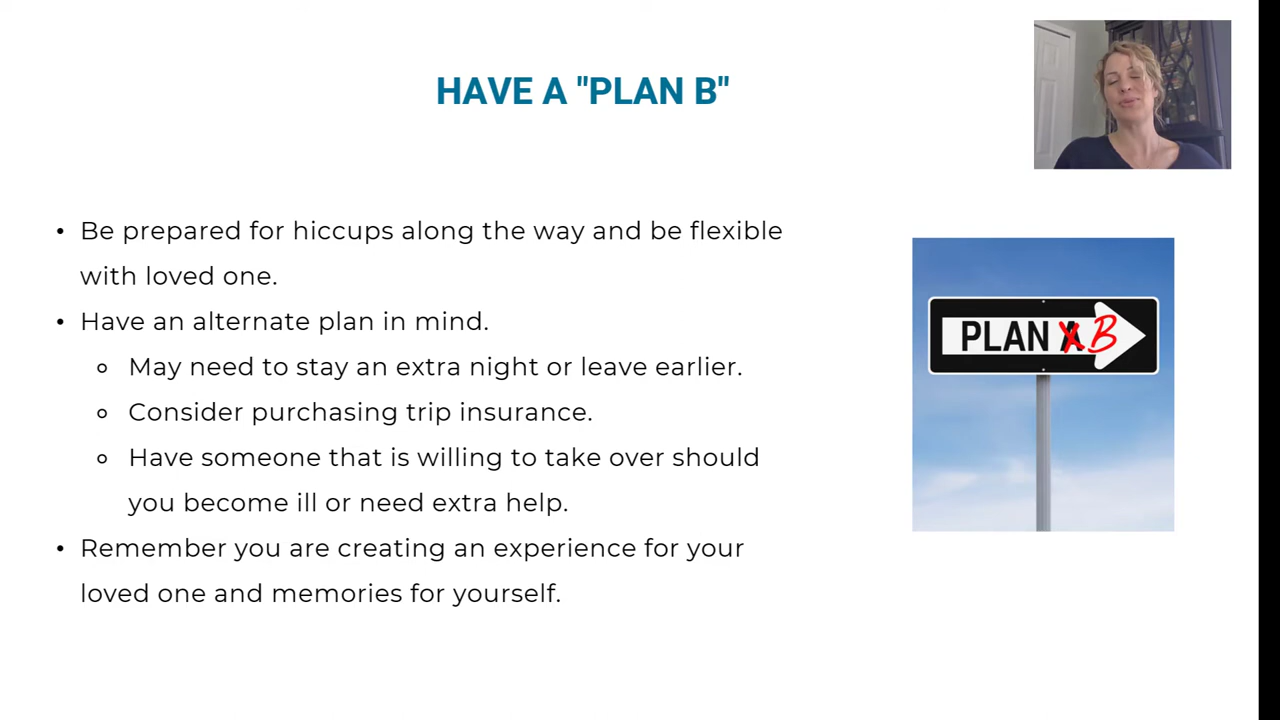 HAVE A "PLAN B"
• Be prepared for hiccups along the way and be flexible
with loved one.
• Have an alternate plan in mind.
○ May need to stay an extra night or leave earlier.
○ Consider purchasing trip insurance.
○ Have someone that is willing to take over should
you become ill or need extra help.
• Remember you are creating an experience for your
loved one and memories for yourself.
PLAN A B